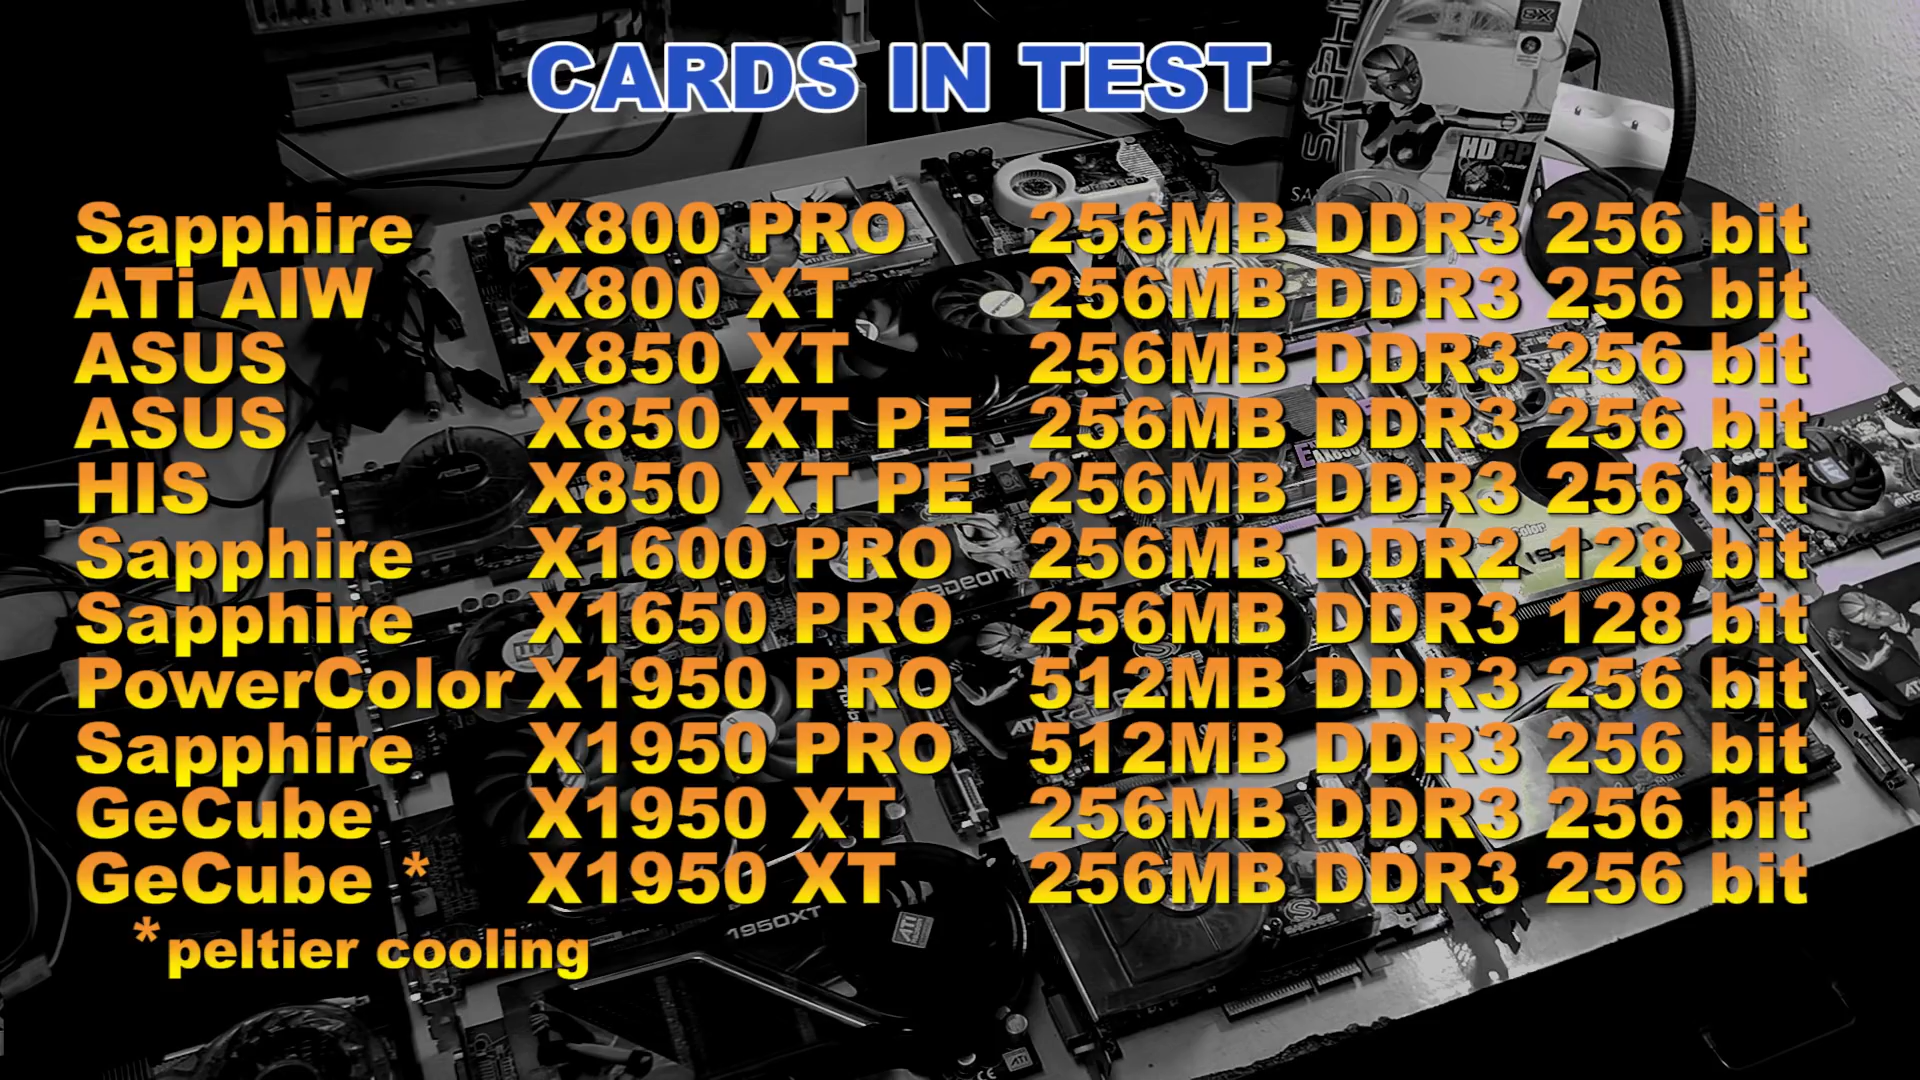 CARDS IN TEST
Sapphire X800 PRO 256MB DDR3 256 bit
ATi AIW X800 XT 256MB DDR3 256 bit
ASUS X850 XT 256MB DDR3 256 bit
ASUS X850 XT PE 256MB DDR3 256 bit
HIS X850 XT PE 256MB DDR3 256 bit
Sapphire X1600 PRO 256MB DDR2 128 bit
Sapphire X1650 PRO 256MB DDR3 128 bit
PowerColor X1950 PRO 512MB DDR3 256 bit
Sapphire X1950 PRO 512MB DDR3 256 bit
GeCube X1950 XT 256MB DDR3 256 bit
GeCube * X1950 XT 256MB DDR3 256 bit
*peltier cooling
HDCP
1950XT
ATI